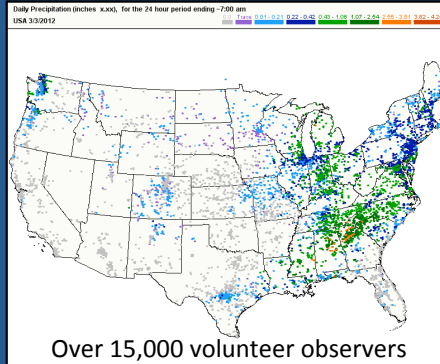 Daily Precipitation (inches x.xx), for the 24 hour period ending ~7:00 am
USA 3/3/2012
0.0 Trace 0.01 - 0.21 0.22 - 0.42 0.43 - 1.06 1.07 - 2.64 2.65 - 3.81 3.82 - 4.24
Over 15,000 volunteer observers